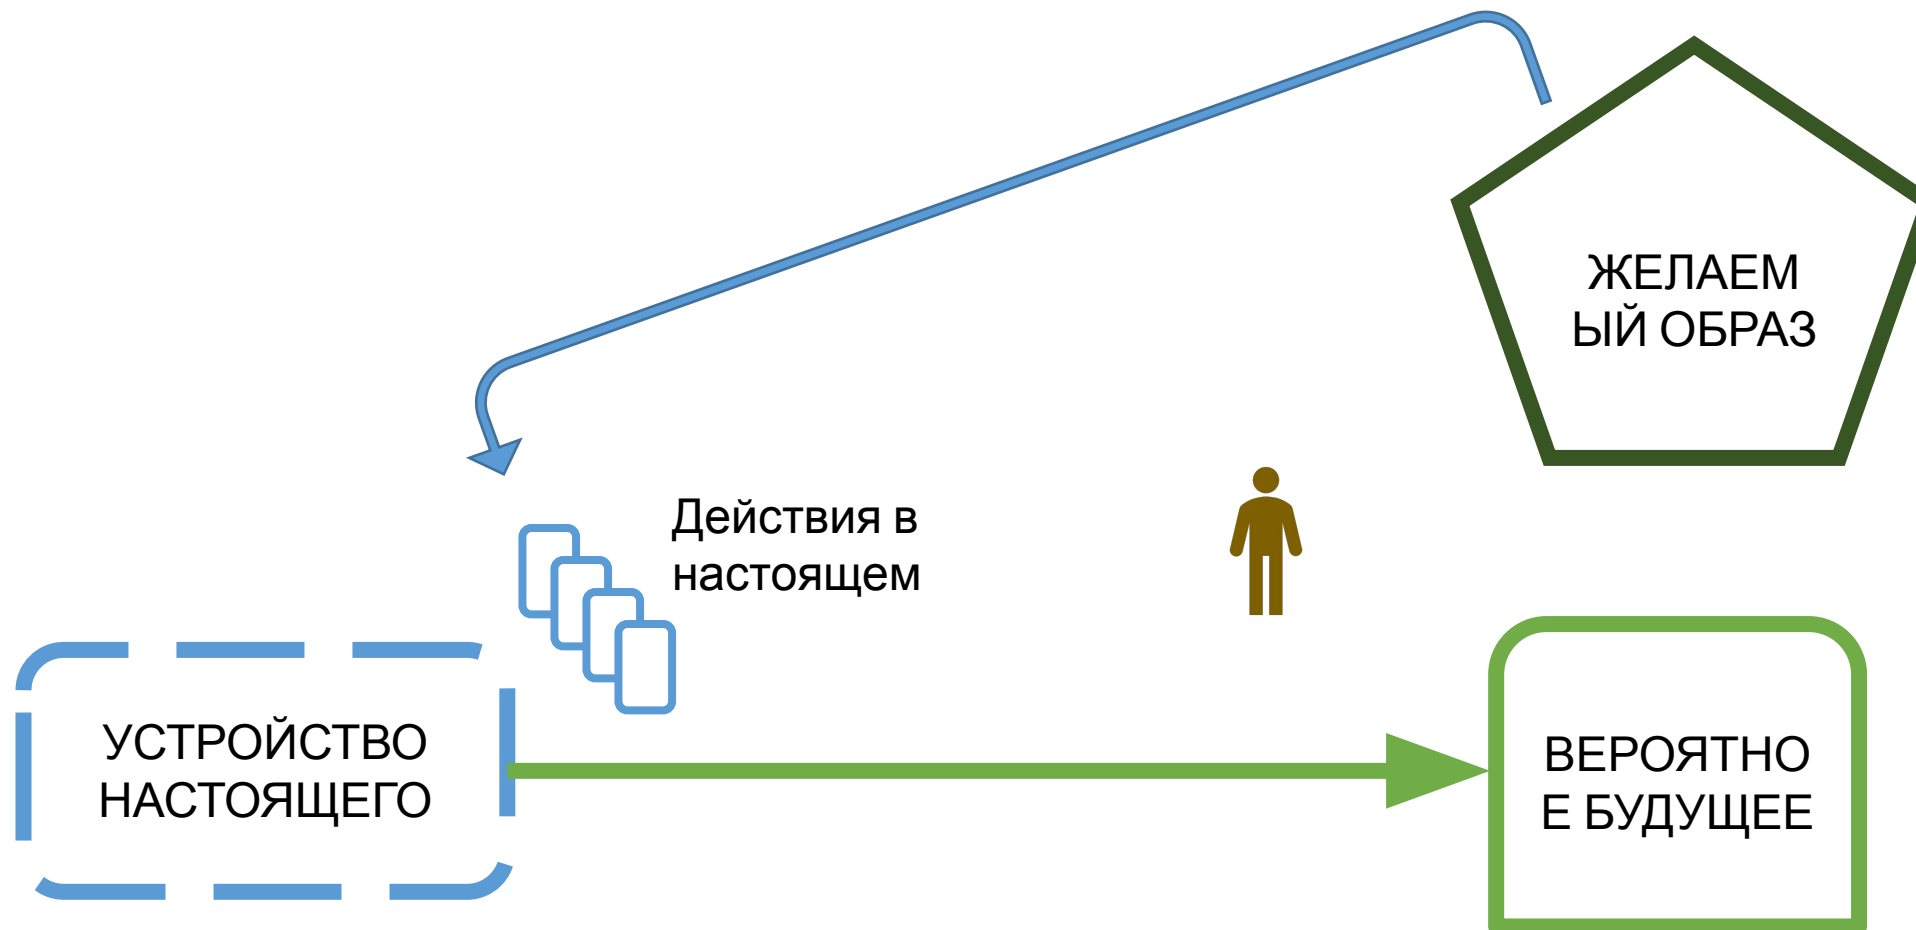 ЖЕЛАЕМ
ЫЙ ОБРАЗ
Действия в
настоящем
УСТРОЙСТВО
НАСТОЯЩЕГО
ВЕРОЯТНО
Е БУДУЩЕЕ